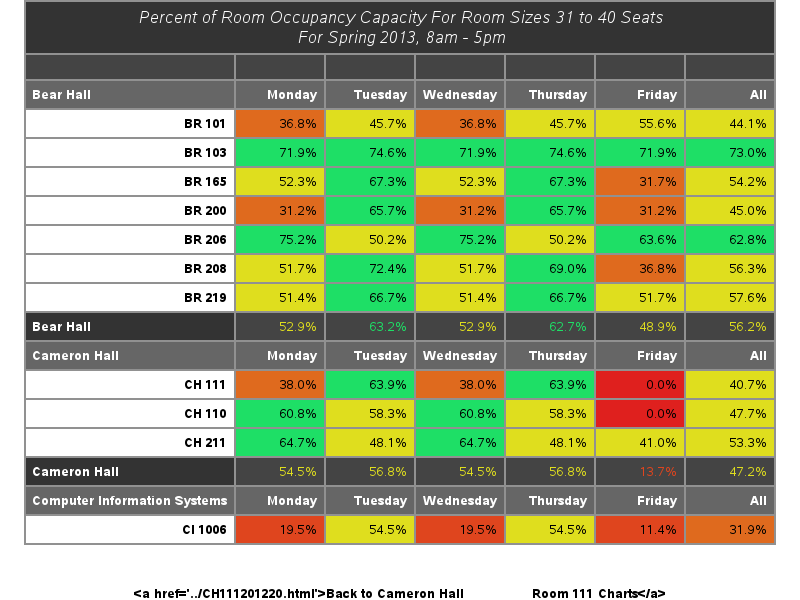 Percent of Room Occupancy Capacity For Room Sizes 31 to 40 Seats
For Spring 2013, 8am - 5pm
Bear Hall Monday Tuesday Wednesday Thursday Friday All
BR 101 36.8% 45.7% 36.8% 45.7% 55.6% 44.1%
BR 103 71.9% 74.6% 71.9% 74.6% 71.9% 73.0%
BR 165 52.3% 67.3% 52.3% 67.3% 31.7% 54.2%
BR 200 31.2% 65.7% 31.2% 65.7% 31.2% 45.0%
BR 206 75.2% 50.2% 75.2% 50.2% 63.6% 62.8%
BR 208 51.7% 72.4% 51.7% 69.0% 36.8% 56.3%
BR 219 51.4% 66.7% 51.4% 66.7% 51.7% 57.6%
Bear Hall 52.9% 63.2% 52.9% 62.7% 48.9% 56.2%
Cameron Hall Monday Tuesday Wednesday Thursday Friday All
CH 111 38.0% 63.9% 38.0% 63.9% 0.0% 40.7%
CH 110 60.8% 58.3% 60.8% 58.3% 0.0% 47.7%
CH 211 64.7% 48.1% 64.7% 48.1% 41.0% 53.3%
Cameron Hall 54.5% 56.8% 54.5% 56.8% 13.7% 47.2%
Computer Information Systems Monday Tuesday Wednesday Thursday Friday All
CI 1006 19.5% 54.5% 19.5% 54.5% 11.4% 31.9%
<a href='../CH111201220.html'>Back to Cameron Hall Room 111 Charts</a>